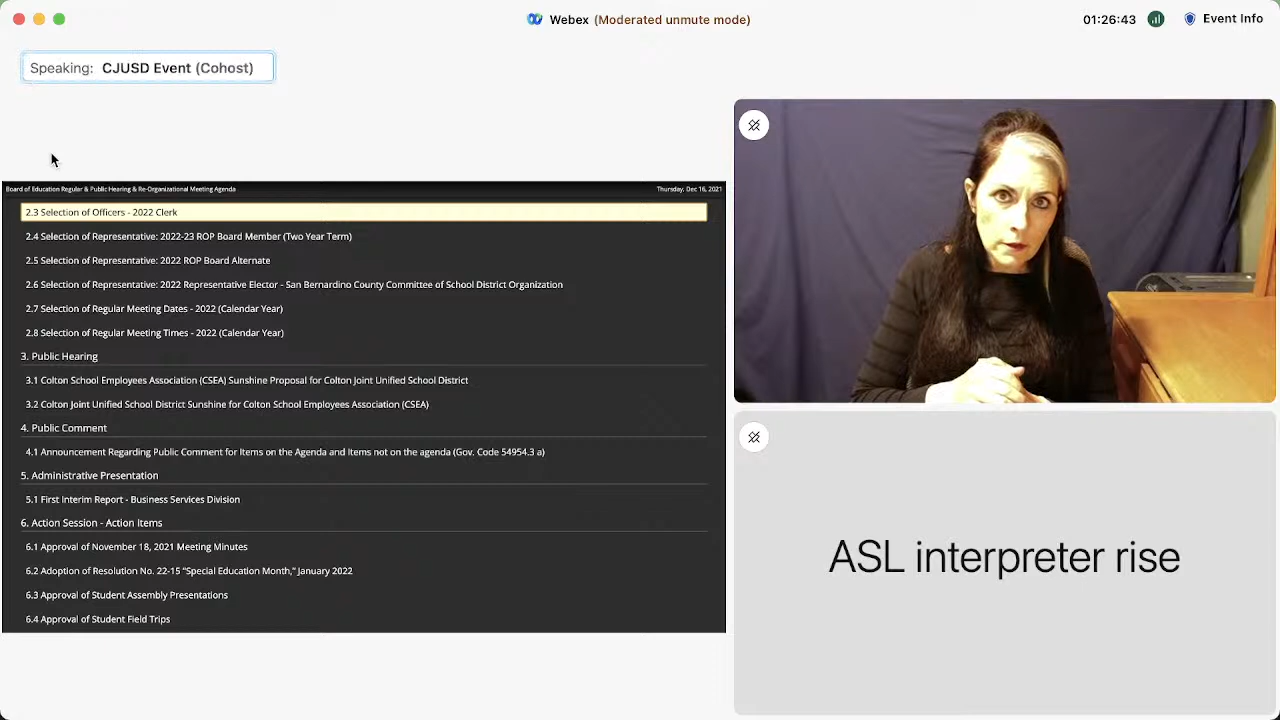 Webex (Moderated unmute mode)
01:26:43
Event Info
Speaking: CJUSD Event (Cohost)
Board of Education Regular & Public Hearing & Re-Organizational Meeting Agenda
Thursday, Dec 16, 2021
2.3 Selection of Officers - 2022 Clerk
2.4 Selection of Representative: 2022-23 ROP Board Member (Two Year Term)
2.5 Selection of Representative: 2022 ROP Board Alternate
2.6 Selection of Representative: 2022 Representative Elector - San Bernardino County Committee of School District Organization
2.7 Selection of Regular Meeting Dates - 2022 (Calendar Year)
2.8 Selection of Regular Meeting Times - 2022 (Calendar Year)
3. Public Hearing
3.1 Colton School Employees Association (CSEA) Sunshine Proposal for Colton Joint Unified School District
3.2 Colton Joint Unified School District Sunshine for Colton School Employees Association (CSEA)
4. Public Comment
4.1 Announcement Regarding Public Comment for Items on the Agenda and Items not on the agenda (Gov. Code 54954.3 a)
5. Administrative Presentation
5.1 First Interim Report - Business Services Division
6. Action Session - Action Items
6.1 Approval of November 18, 2021 Meeting Minutes
6.2 Adoption of Resolution No. 22-15 "Special Education Month," January 2022
6.3 Approval of Student Assembly Presentations
6.4 Approval of Student Field Trips
ASL interpreter rise